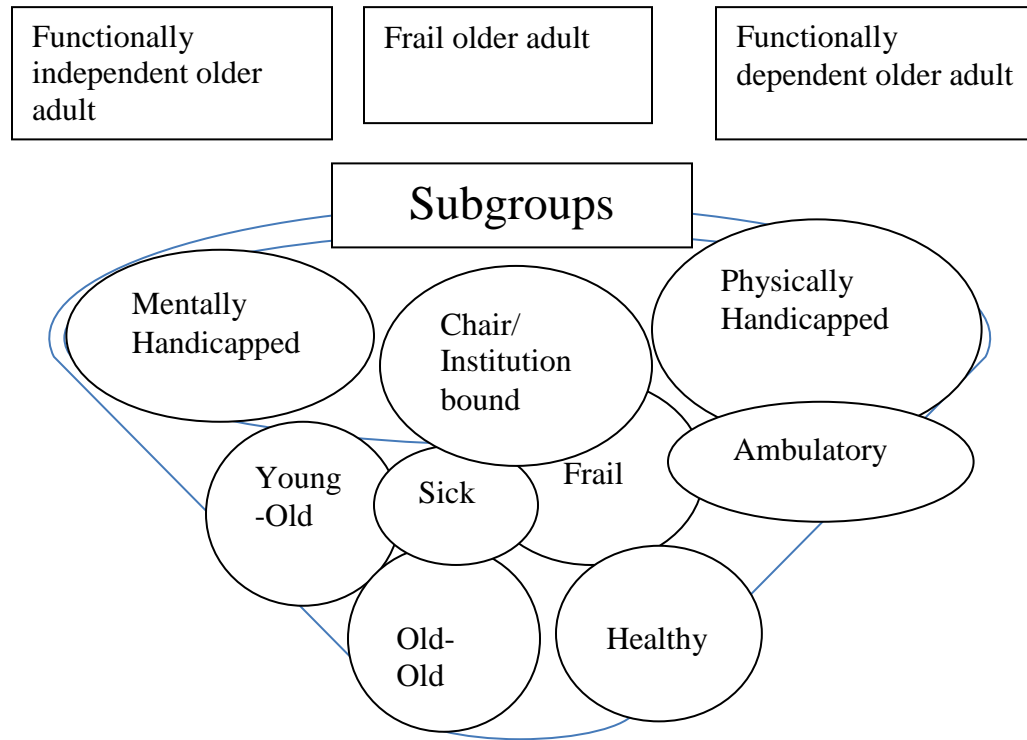 Functionally
independent older
adult
Frail older adult
Functionally
dependent older adult
Subgroups
Mentally
Handicapped
Chair/
Institution
bound
Physically
Handicapped
Young
-Old
Sick
Frail
Ambulatory
Old-
Old
Healthy